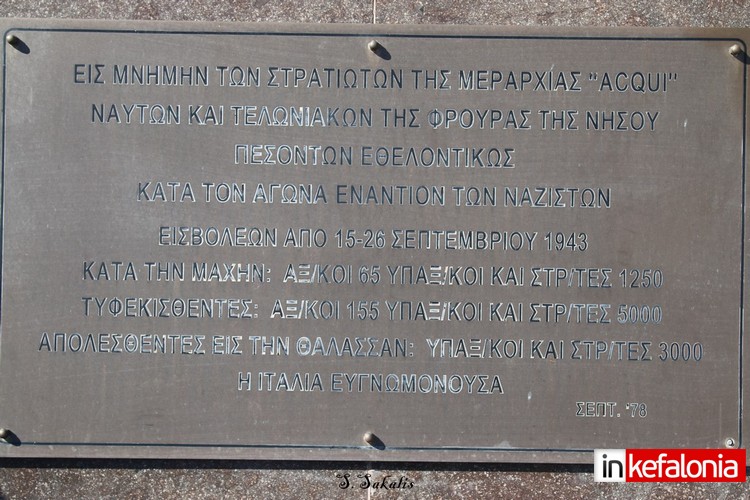 ΕΙΣ ΜΝΗΜΗΝ ΤΩΝ ΣΤΡΑΤΙΩΤΩΝ ΤΗΣ ΜΕΡΑΡΧΙΑΣ "ACQUI"
ΝΑΥΤΩΝ ΚΑΙ ΤΕΛΩΝΙΑΚΩΝ ΤΗΣ ΦΡΟΥΡΑΣ ΤΗΣ ΝΗΣΟΥ
ΠΕΣΟΝΤΩΝ ΕΘΕΛΟΝΤΙΚΩΣ
ΚΑΤΑ ΤΟΝ ΑΓΩΝΑ ΕΝΑΝΤΙΟΝ ΤΩΝ ΝΑΖΙΣΤΩΝ
ΕΙΣΒΟΛΕΩΝ ΑΠΟ 15-26 ΣΕΠΤΕΜΒΡΙΟΥ 1943
ΚΑΤΑ ΤΗΝ ΜΑΧΗΝ: ΑΞ/ΚΟΙ 65 ΥΠΑΞ/ΚΟΙ ΚΑΙ ΣΤΡ/ΤΕΣ 1250
ΤΥΦΕΚΙΣΘΕΝΤΕΣ: ΑΞ/ΚΟΙ 155 ΥΠΑΞ/ΚΟΙ ΚΑΙ ΣΤΡ/ΤΕΣ 5000
ΑΠΟΛΕΣΘΕΝΤΕΣ ΕΙΣ ΤΗΝ ΘΑΛΑΣΣΑΝ: ΥΠΑΞ/ΚΟΙ ΚΑΙ ΣΤΡ/ΤΕΣ 3000
Η ΙΤΑΛΙΑ ΕΥΓΝΩΜΟΝΟΥΣΑ
ΣΕΠΤ. '78
inkefalonia
S. Sakalis